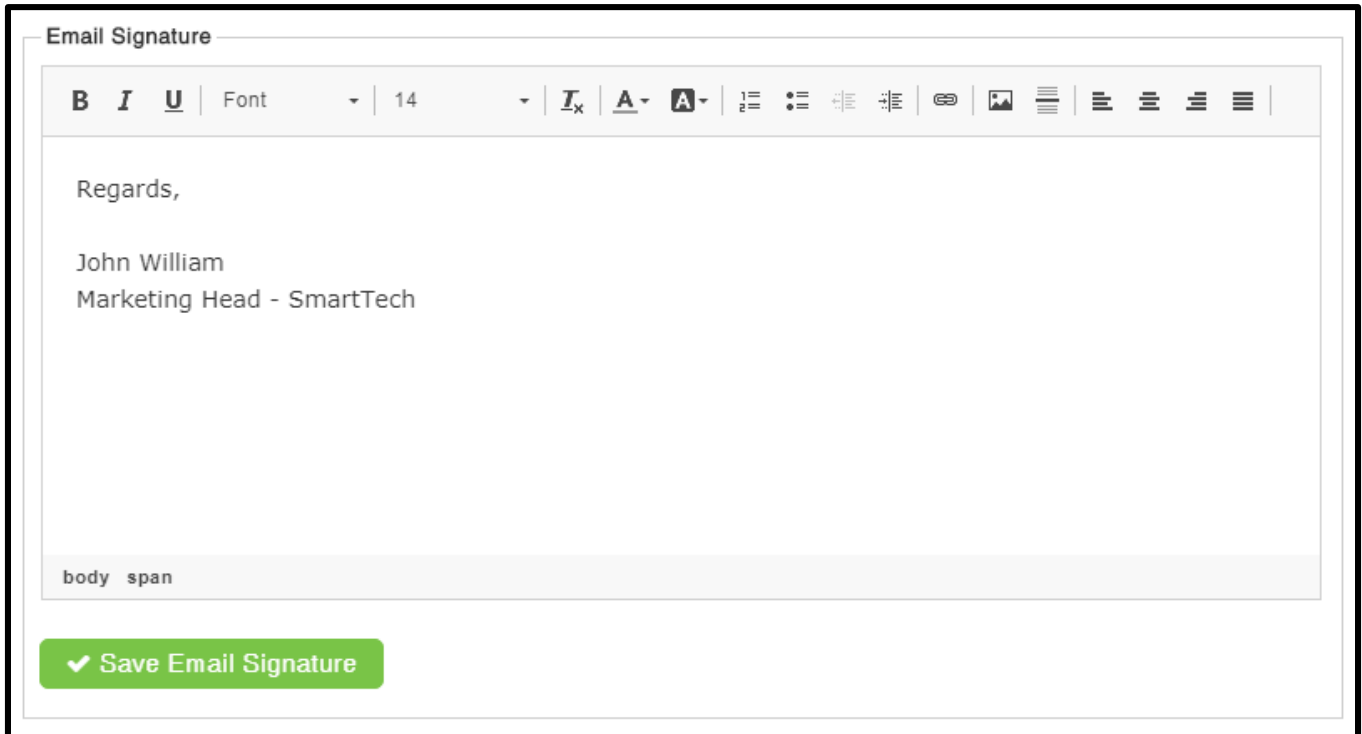 Email Signature
B I U Font 14
Regards,
John William
Marketing Head - SmartTech
body span
Save Email Signature